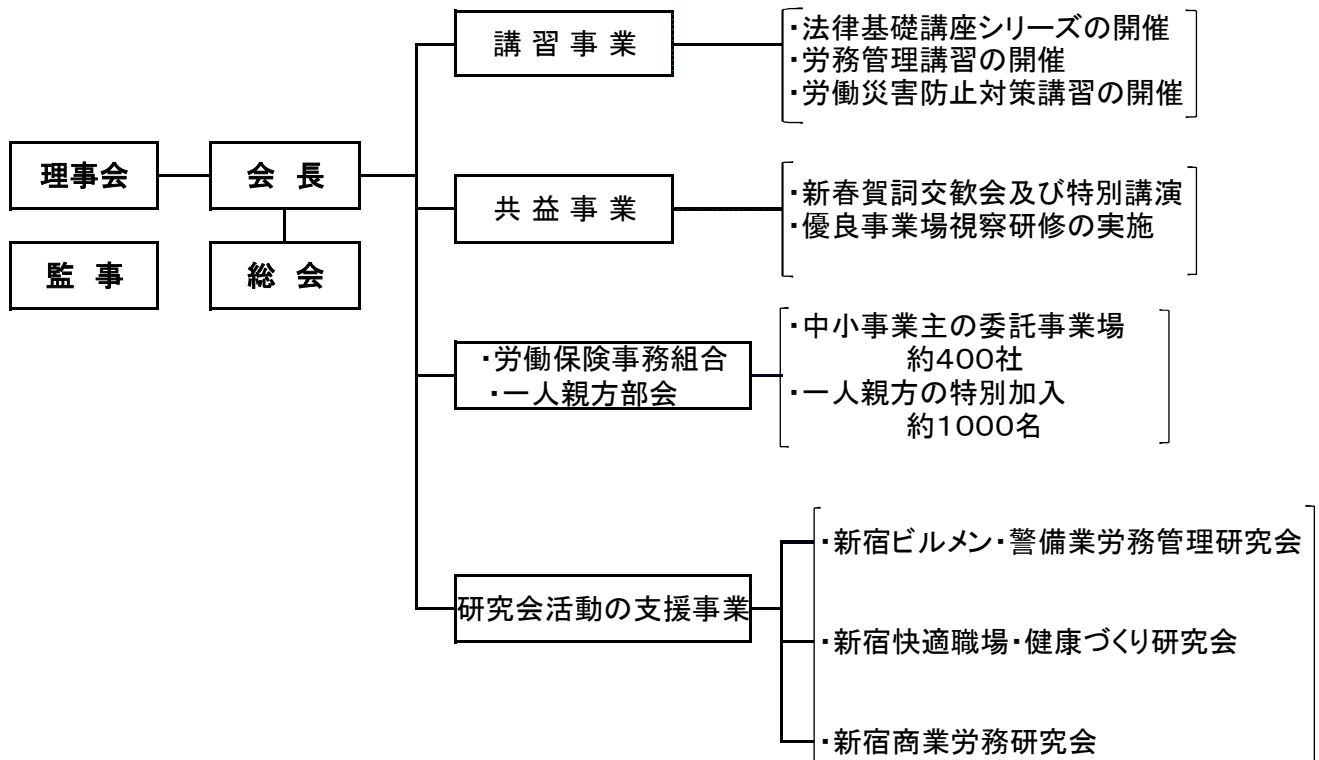 理事会
会 長
監 事
総 会
講 習 事 業
・法律基礎講座シリーズの開催
・労務管理講習の開催
・労働災害防止対策講習の開催
共 益 事 業
・新春賀詞交歓会及び特別講演
・優良事業場視察研修の実施
・労働保険事務組合
・一人親方部会
・中小事業主の委託事業場
約400社
・一人親方の特別加入
約1000名
研究会活動の支援事業
・新宿ビルメン・警備業労務管理研究会
・新宿快適職場・健康づくり研究会
・新宿商業労務研究会